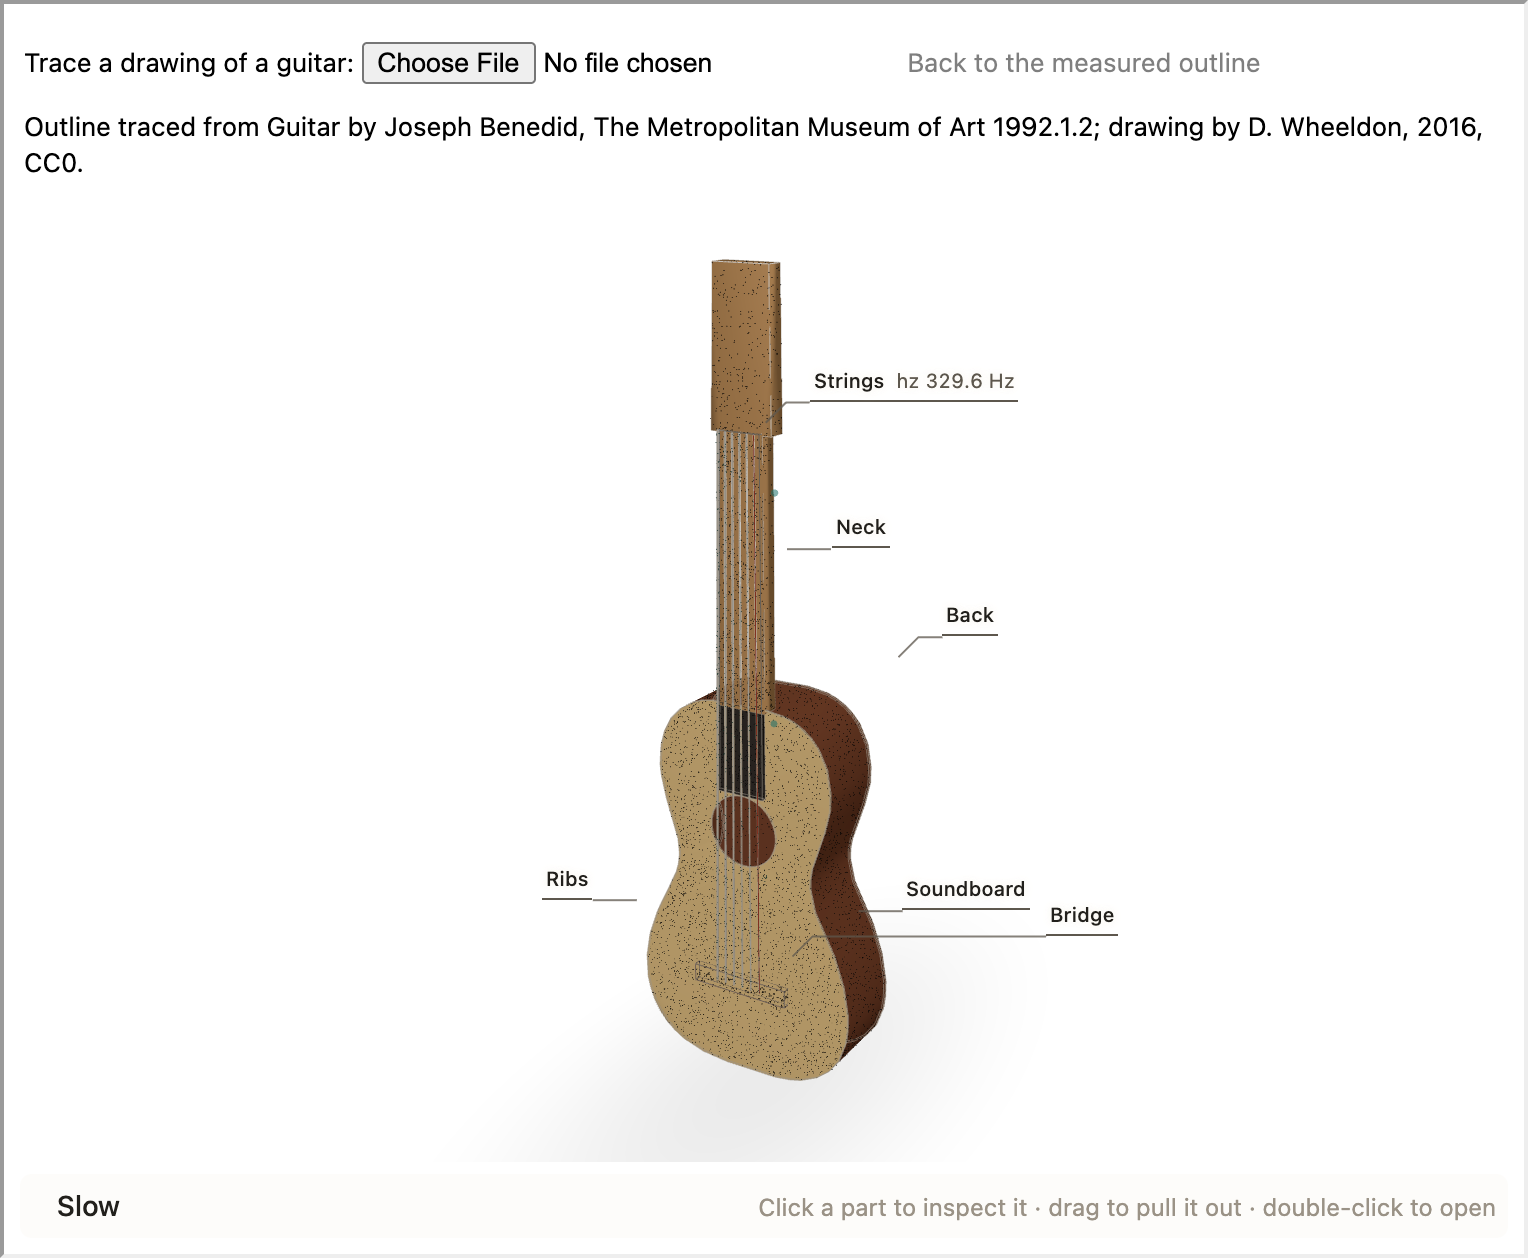 Trace a drawing of a guitar: Choose File No file chosen Back to the measured outline
Outline traced from Guitar by Joseph Benedid, The Metropolitan Museum of Art 1992.1.2; drawing by D. Wheeldon, 2016,
CC0.
Strings hz 329.6 Hz
Neck
Back
Ribs
Soundboard
Bridge
Slow
Click a part to inspect it · drag to pull it out · double-click to open